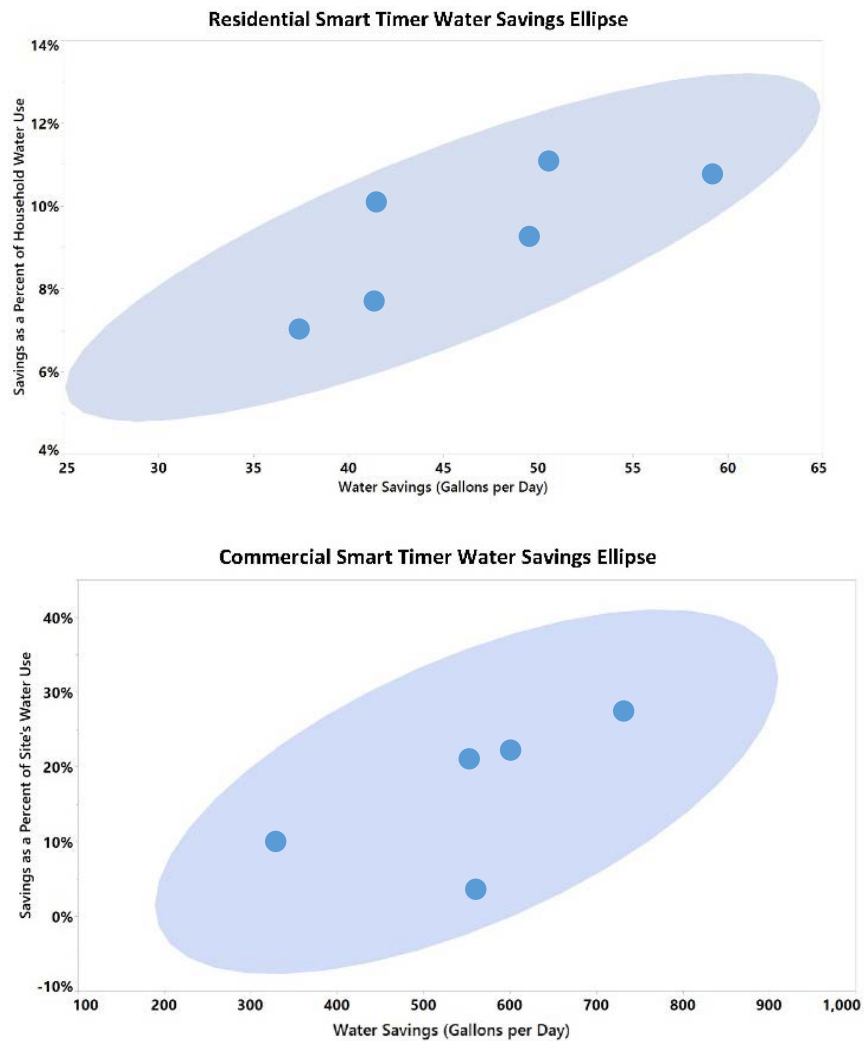 Residential Smart Timer Water Savings Ellipse
14%
12%
10%
8%
6%
4%
Savings as a Percent of Household Water Use
25 30 35 40 45 50 55 60 65
Water Savings (Gallons per Day)
Commercial Smart Timer Water Savings Ellipse
40%
30%
20%
10%
0%
-10%
Savings as a Percent of Site's Water Use
100 200 300 400 500 600 700 800 900 1,000
Water Savings (Gallons per Day)